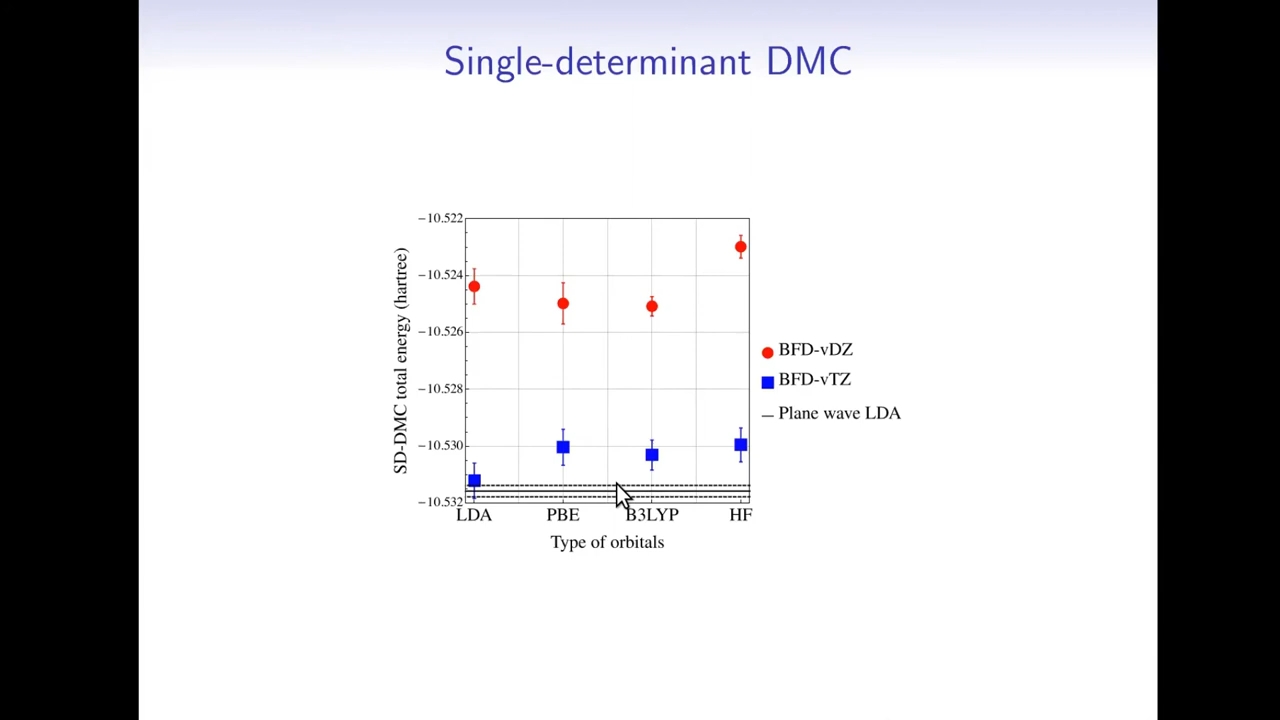 Single-determinant DMC
SD-DMC total energy (hartree)
−10.522
−10.524
−10.526
−10.528
−10.530
−10.532
LDA PBE B3LYP HF
Type of orbitals
BFD-vDZ
BFD-vTZ
Plane wave LDA